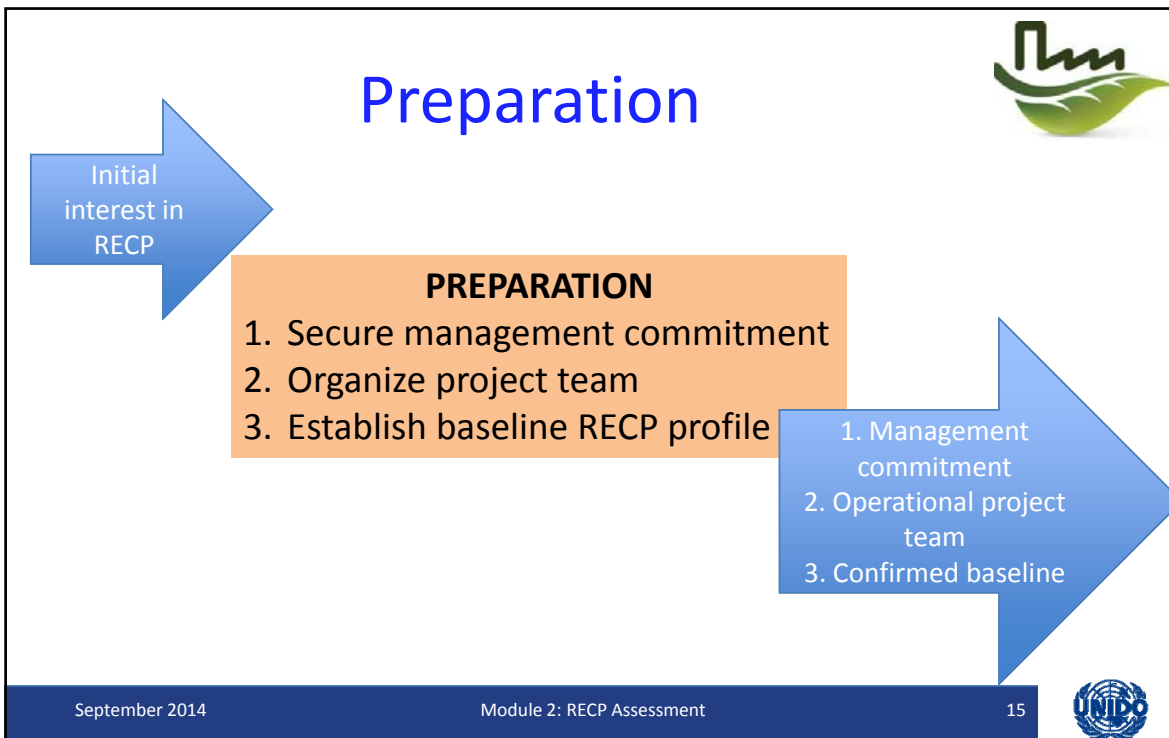 Preparation
Initial
interest in
RECP
PREPARATION
1. Secure management commitment
2. Organize project team
3. Establish baseline RECP profile
1. Management
commitment
2. Operational project
team
3. Confirmed baseline
September 2014
Module 2: RECP Assessment
15
UNIDO